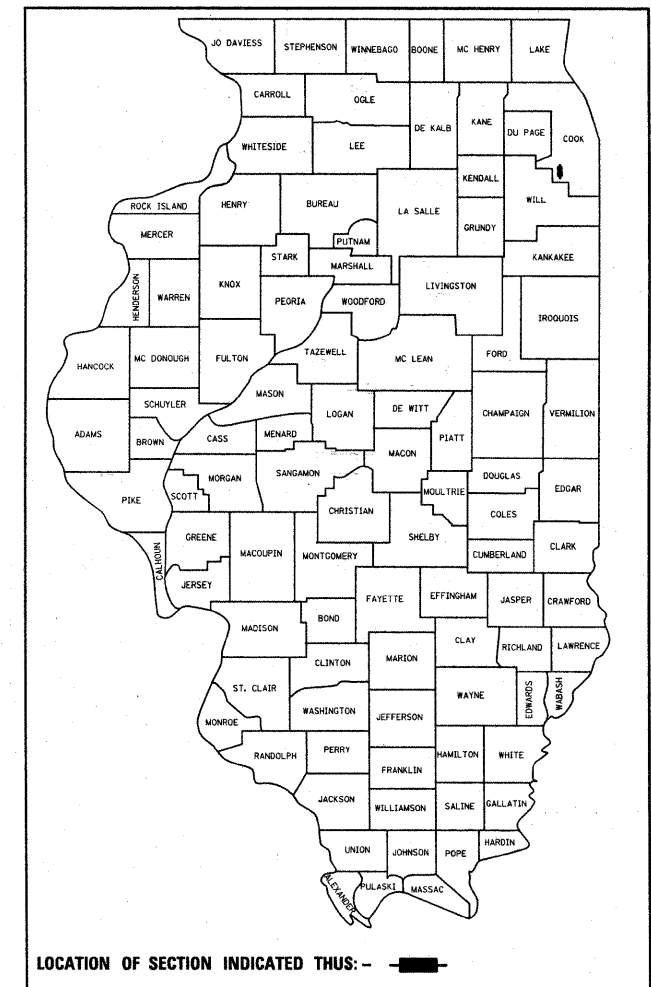 JO DAVIESS STEPHENSON WINNEBAGO BOONE MC HENRY LAKE
CARROLL OGLE DE KALB KANE DU PAGE COOK
WHITESIDE LEE KENDALL WILL
ROCK ISLAND HENRY BUREAU LA SALLE GRUNDY
MERCER PUTNAM
STARK MARSHALL KANKAKEE
HENDERSON WARREN KNOX PEORIA WOODFORD LIVINGSTON IROQUOIS
HANCOCK MC DONOUGH FULTON TAZEWELL MC LEAN FORD
SCHUYLER MASON LOGAN DE WITT CHAMPAIGN VERMILION
ADAMS BROWN CASS MENARD MACON PIATT
PIKE SCOTT MORGAN SANGAMON MOULTRIE DOUGLAS EDGAR
CHRISTIAN COLES
CALHOUN GREENE MACOUPIN MONTGOMERY SHELBY CUMBERLAND CLARK
JERSEY FAYETTE EFFINGHAM JASPER CRAWFORD
MADISON BOND CLAY RICHLAND LAWRENCE
CLINTON MARION
ST. CLAIR WAYNE EDWARDS WABASH
MONROE WASHINGTON JEFFERSON
RANDOLPH PERRY HAMILTON WHITE
FRANKLIN
JACKSON WILLIAMSON SALINE GALLATIN
UNION JOHNSON POPE HARDIN
ALEXANDER PULASKI MASSAC
LOCATION OF SECTION INDICATED THUS: -